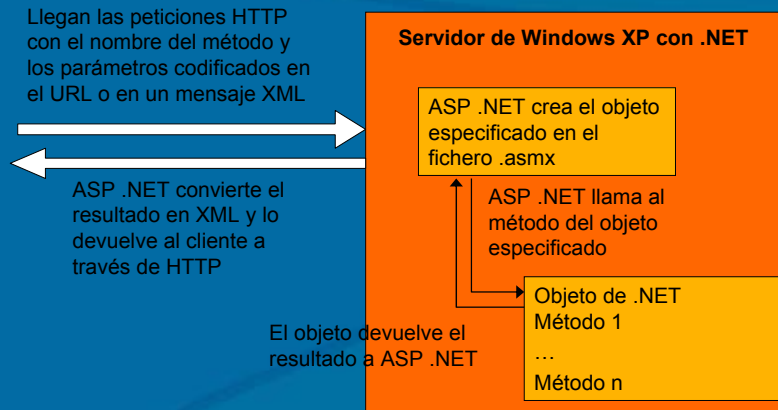 Llegan las peticiones HTTP
con el nombre del método y
los parámetros codificados en
el URL o en un mensaje XML
Servidor de Windows XP con .NET
ASP .NET crea el objeto
especificado en el
fichero .asmx
ASP .NET convierte el
resultado en XML y lo
devuelve al cliente a
través de HTTP
ASP .NET llama al
método del objeto
especificado
El objeto devuelve el
resultado a ASP .NET
Objeto de .NET
Método 1
…
Método n